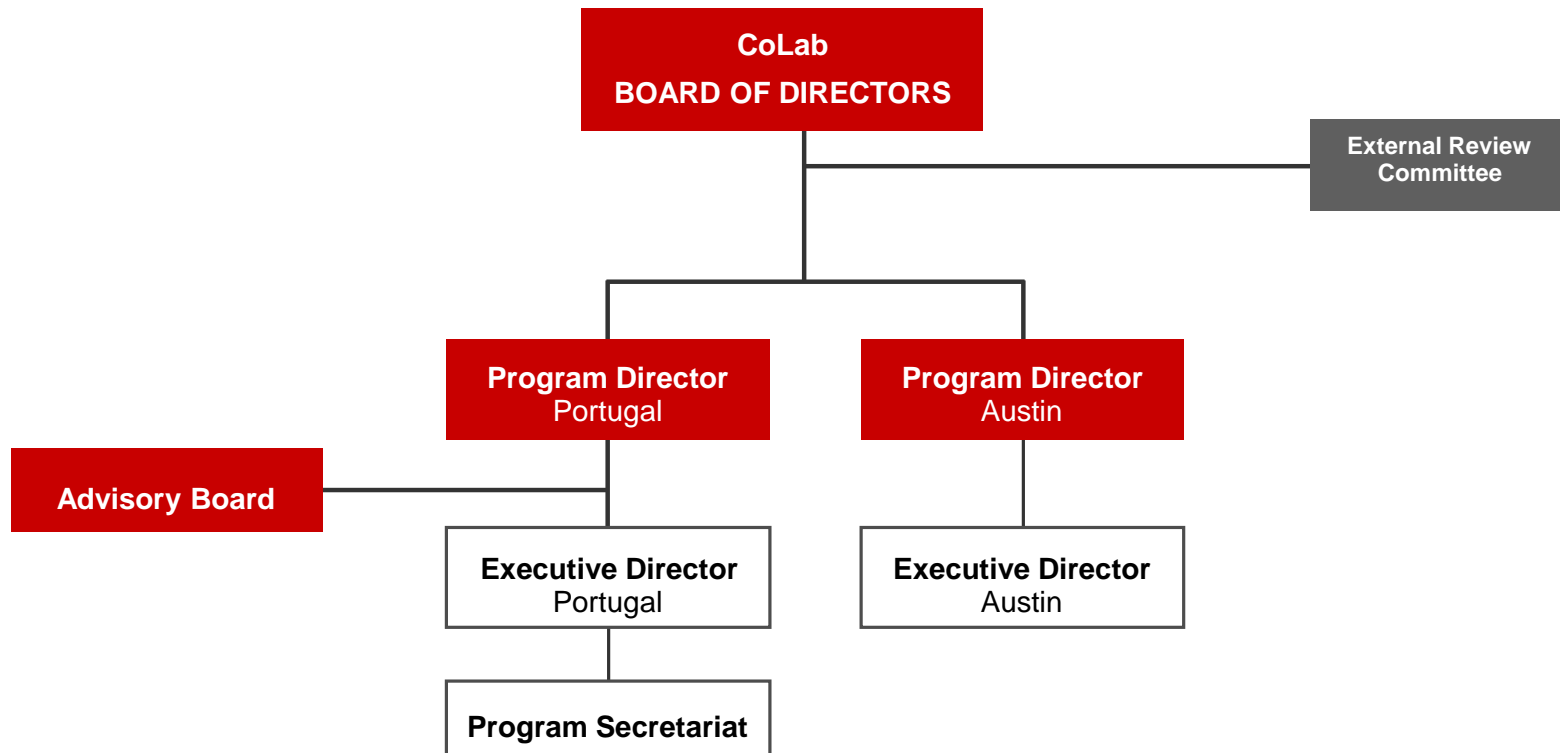 CoLab
BOARD OF DIRECTORS
External Review
Committee
Program Director
Portugal
Program Director
Austin
Advisory Board
Executive Director
Portugal
Executive Director
Austin
Program Secretariat